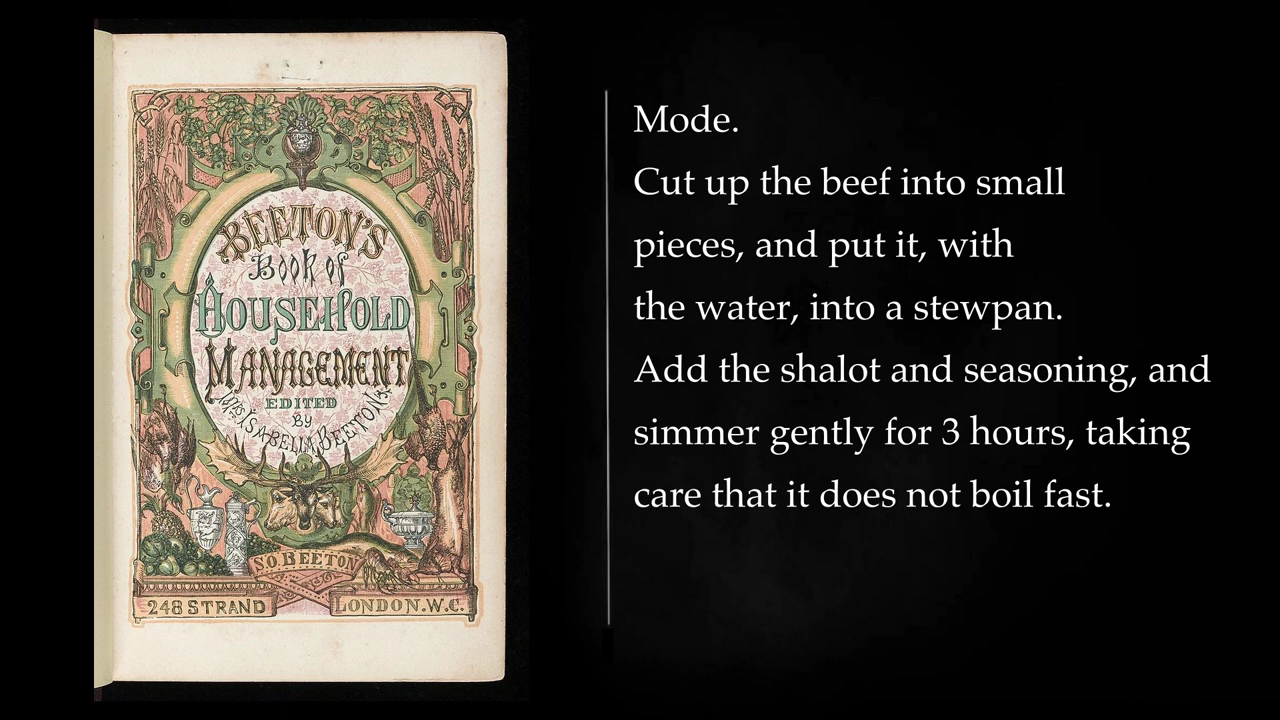 BEETON'S
Book of
HOUSEHOLD
MANAGEMENT
EDITED
By
MRS ISABELLA BEETON
S.O. BEETON
248 STRAND
LONDON. W.C.
Mode.
Cut up the beef into small
pieces, and put it, with
the water, into a stewpan.
Add the shalot and seasoning, and
simmer gently for 3 hours, taking
care that it does not boil fast.